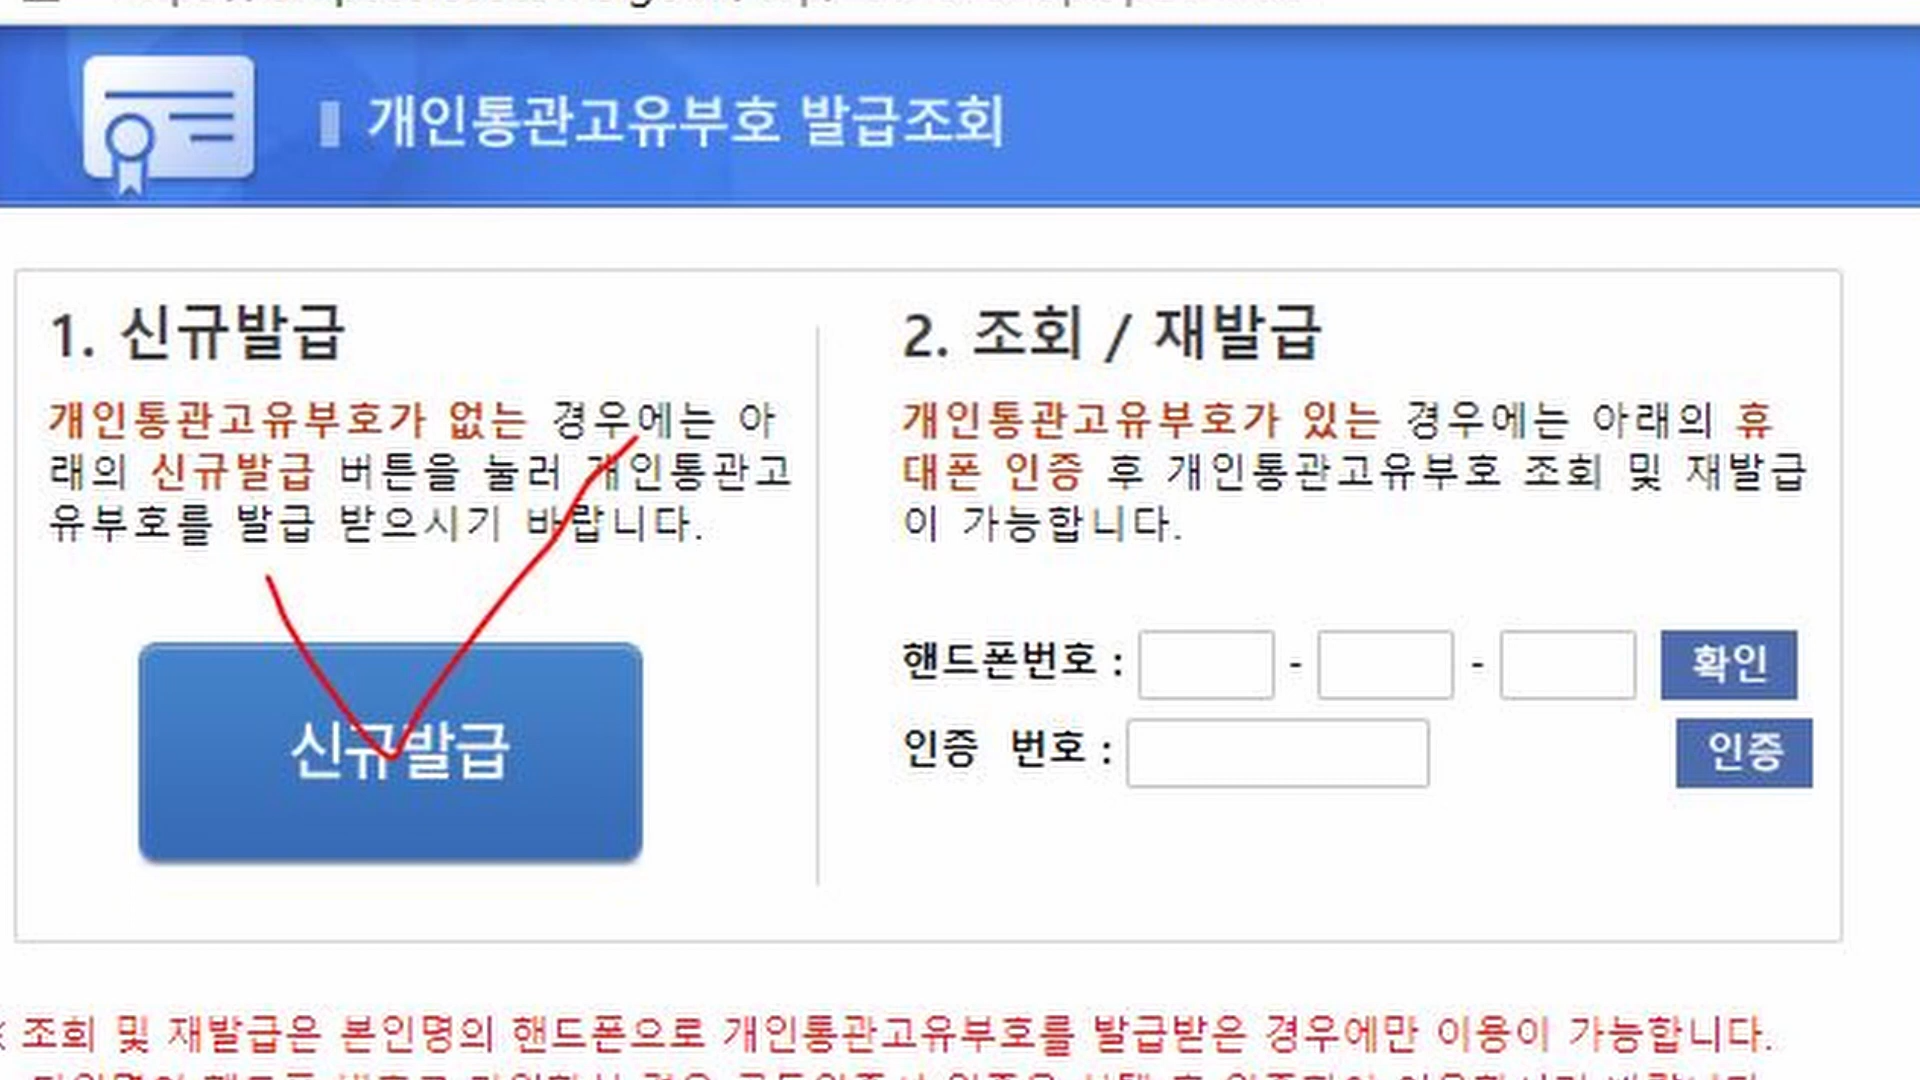 개인통관고유부호 발급조회
1. 신규발급
개인통관고유부호가 없는 경우에는 아
래의 신규발급 버튼을 눌러 개인통관고
유부호를 발급 받으시기 바랍니다.
신규발급
2. 조회 / 재발급
개인통관고유부호가 있는 경우에는 아래의 휴
대폰 인증 후 개인통관고유부호 조회 및 재발급
이 가능합니다.
핸드폰번호 : - - 확인
인증 번호 : 인증
조회 및 재발급은 본인명의 핸드폰으로 개인통관고유부호를 발급받은 경우에만 이용이 가능합니다.